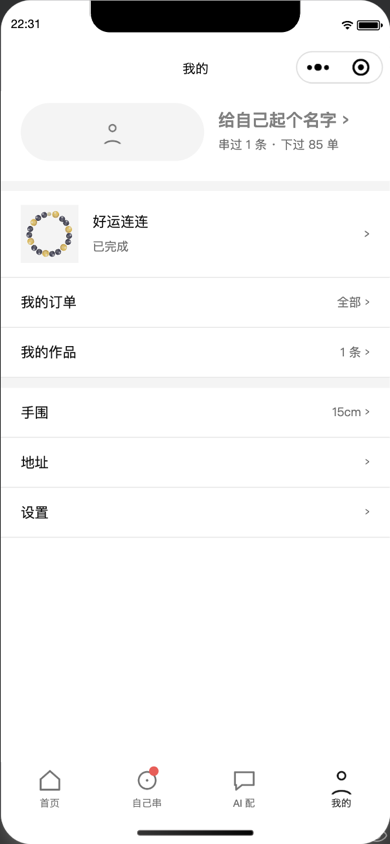 22:31
我的
给自己起个名字 >
串过 1 条 · 下过 85 单
好运连连
已完成
>
我的订单 全部 >
我的作品 1 条 >
手围 15cm >
地址 >
设置 >
首页 自己串 AI 配 我的